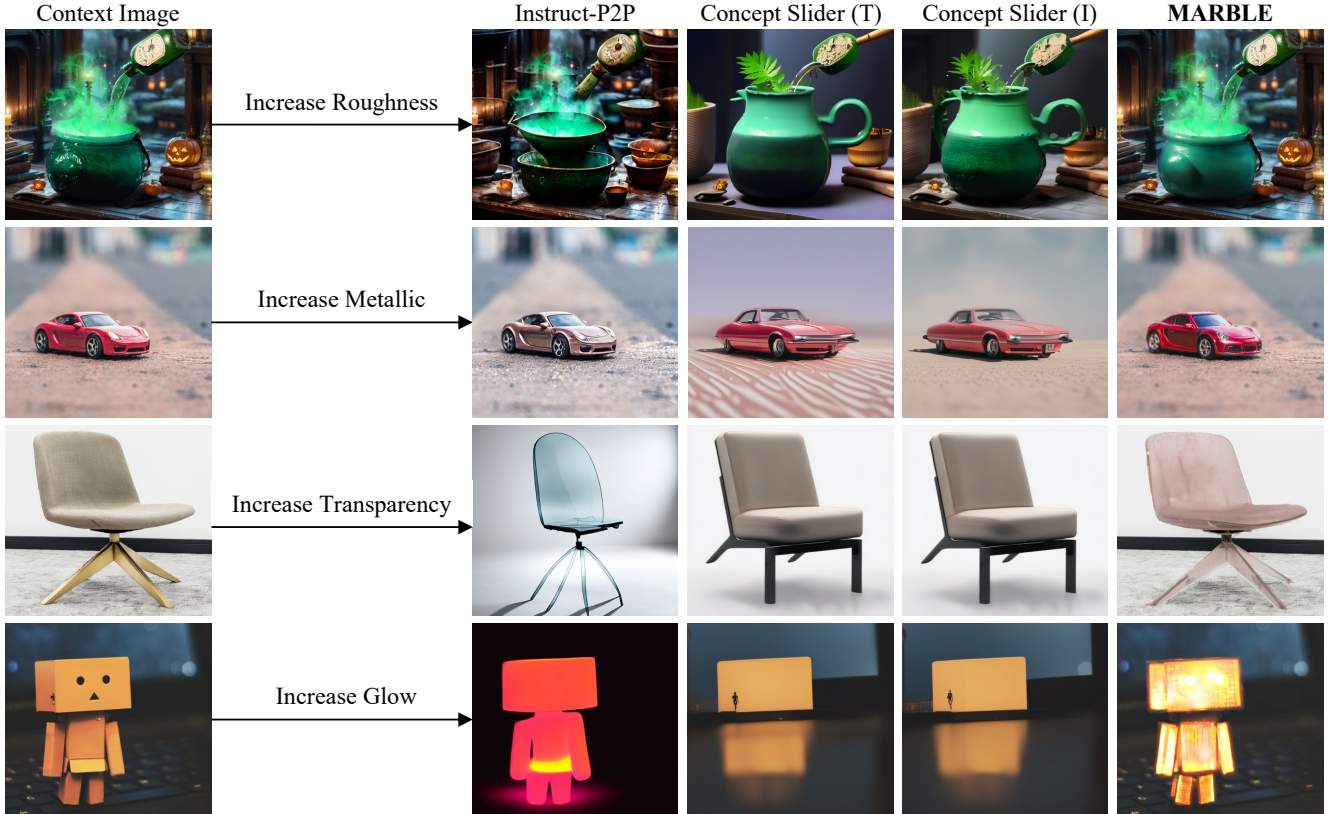 Context Image
Instruct-P2P
Concept Slider (T)
Concept Slider (I)
MARBLE
Increase Roughness
Increase Metallic
Increase Transparency
Increase Glow